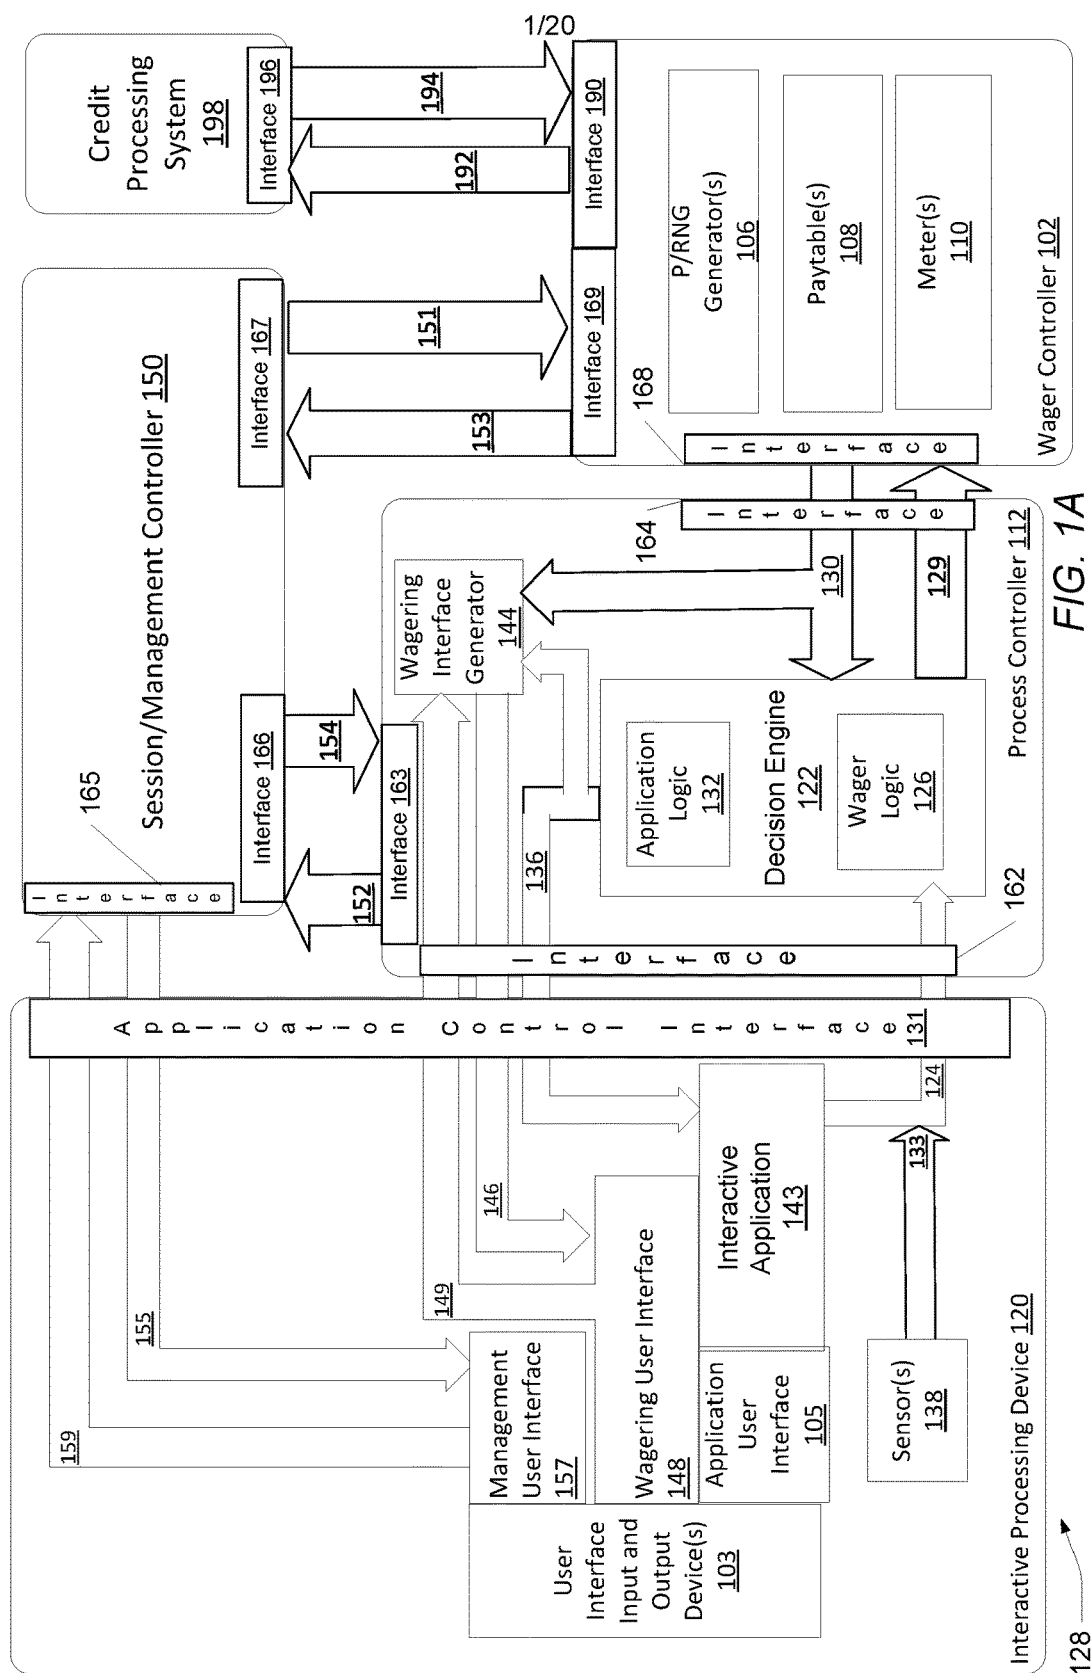 1/20
Credit
Processing
System
198
Interface 196
194
192
Interface 190
Session/Management Controller 150
165
Interface
Interface 166
Interface 167
154
152
151
153
Interface 169
P/RNG
Generator(s)
106
Paytable(s)
108
Meter(s)
110
Wager Controller 102
168
Interface
164
Interface
Interface 163
Wagering
Interface
Generator
144
130
129
136
Application
Logic
132
Decision Engine
122
Wager
Logic
126
162
Interface
Process Controller 112
Application Control Interface 131
159
155
149
146
124
133
Management
User Interface
157
Wagering User Interface
148
Interactive
Application
143
Application
User
Interface
105
User
Interface
Input and
Output
Device(s)
103
Sensor(s)
138
Interactive Processing Device 120
128
FIG. 1A